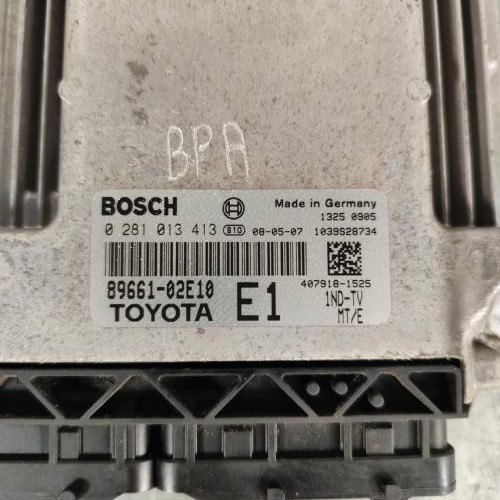 BPA
BOSCH Made in Germany
1325 0905
0 281 013 413 B10 08-05-07 1039S28734
407918-1525
89661-02E10 E1 1ND-TV
TOYOTA MT/E